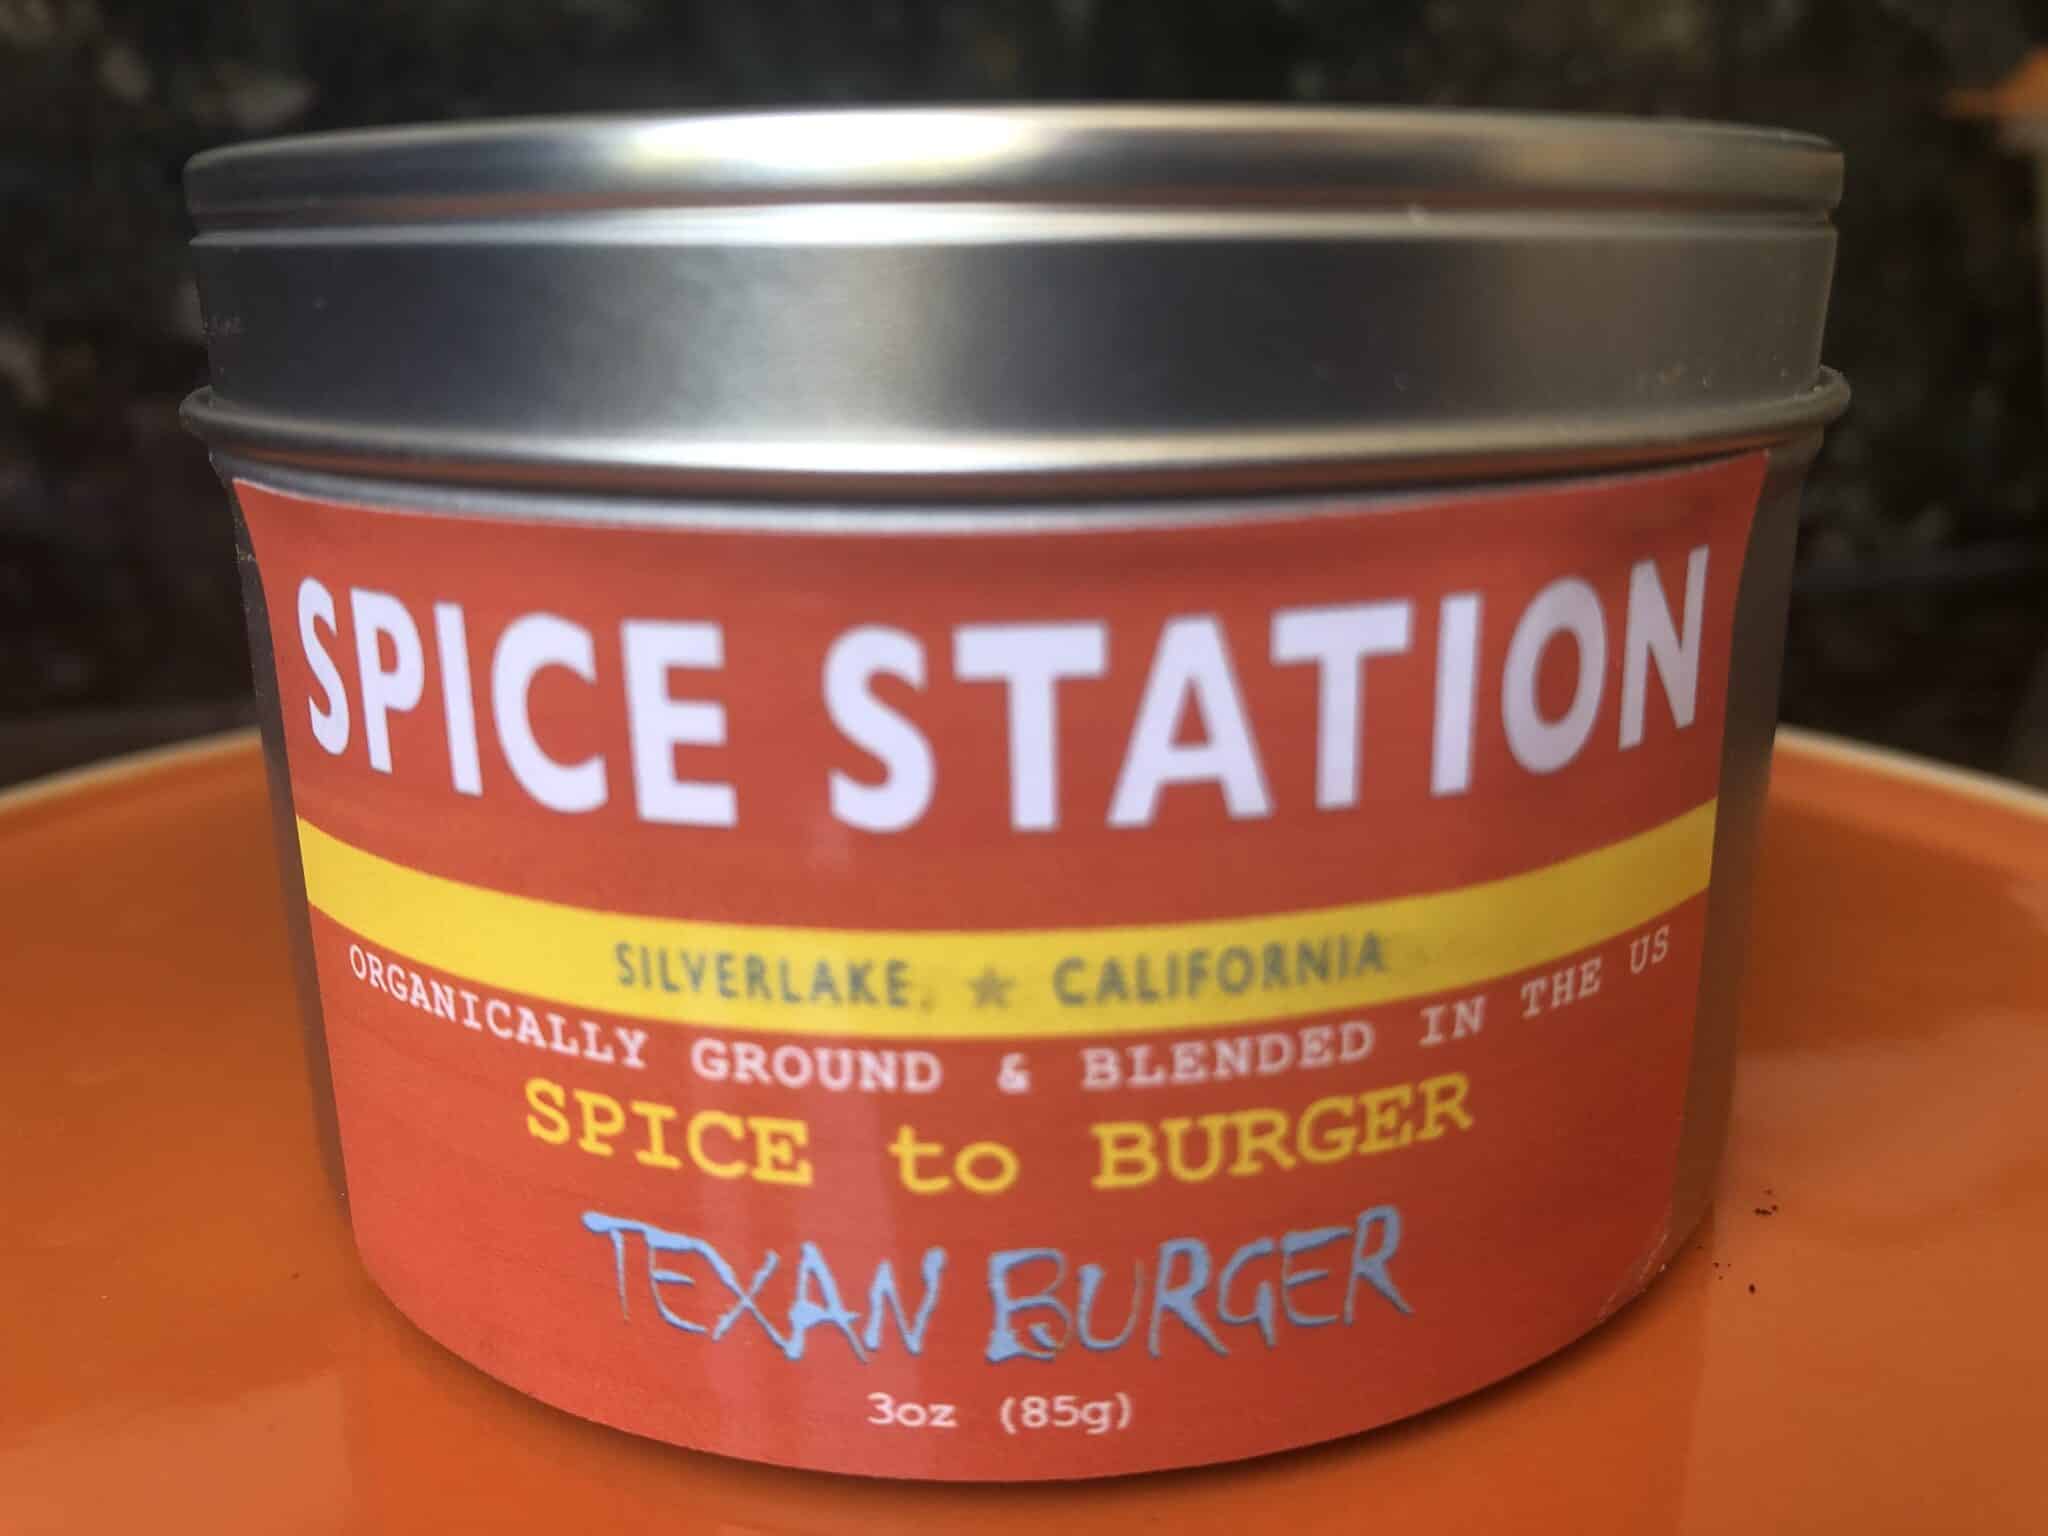 SPICE STATION
SILVERLAKE, ★ CALIFORNIA
ORGANICALLY GROUND & BLENDED IN THE US
SPICE to BURGER
TEXAN BURGER
3oz (85g)